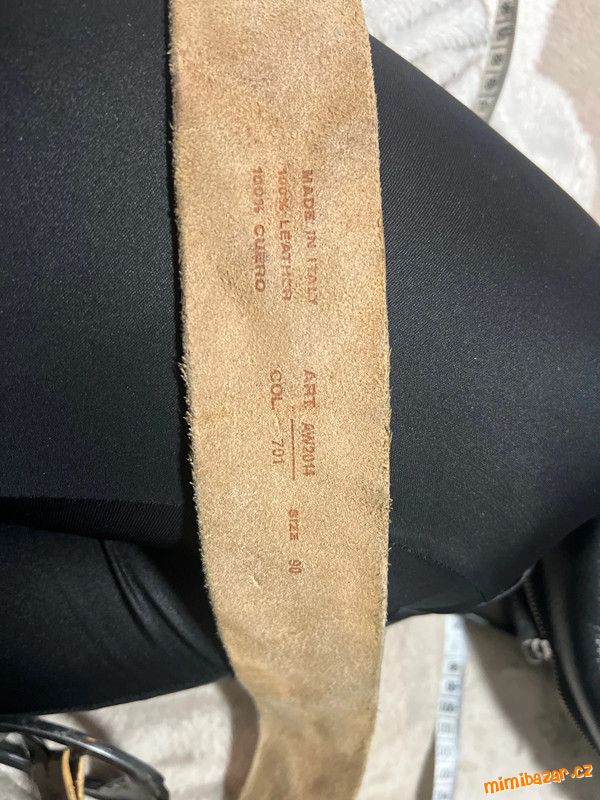 MADE IN ITALY
100% LEATHER
100% CUERO
ART. AW2014
COL 701
SIZE 90
mimibazar.cz